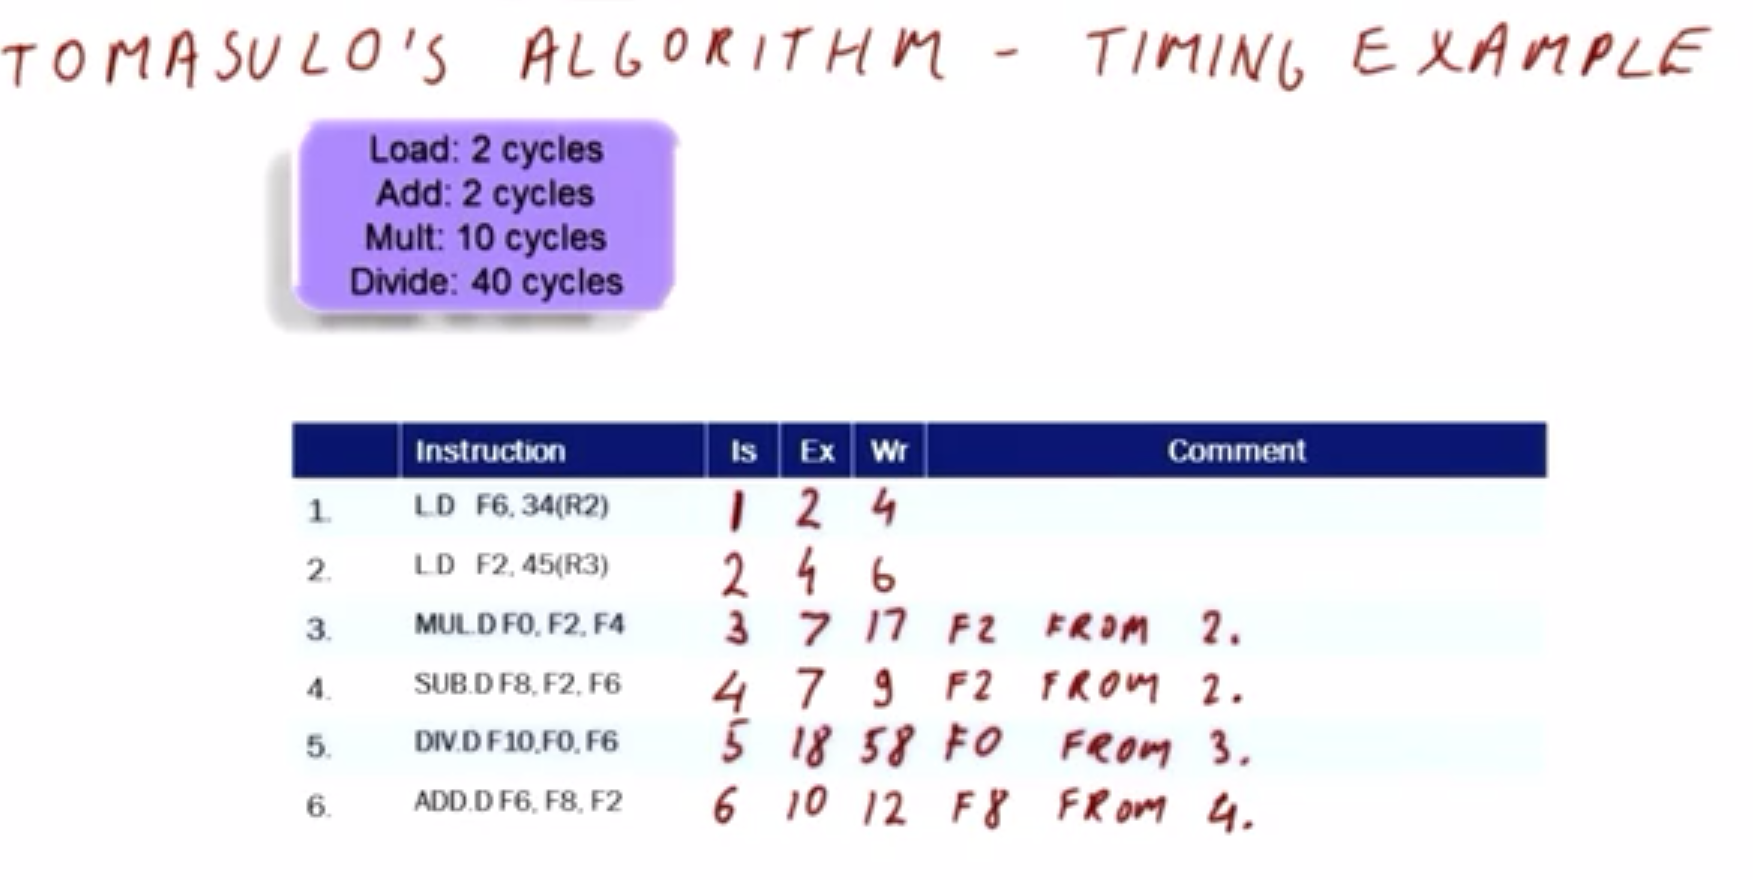 TOMASULO'S ALGORITHM - TIMING EXAMPLE
Load: 2 cycles
Add: 2 cycles
Mult: 10 cycles
Divide: 40 cycles
Instruction Is Ex Wr Comment
1. L.D F6, 34(R2) 1 2 4
2. L.D F2, 45(R3) 2 4 6
3. MUL.D F0, F2, F4 3 7 17 F2 FROM 2.
4. SUB.D F8, F2, F6 4 7 9 F2 FROM 2.
5. DIV.D F10,F0, F6 5 18 58 F0 FROM 3.
6. ADD.D F6, F8, F2 6 10 12 F8 FROM 4.